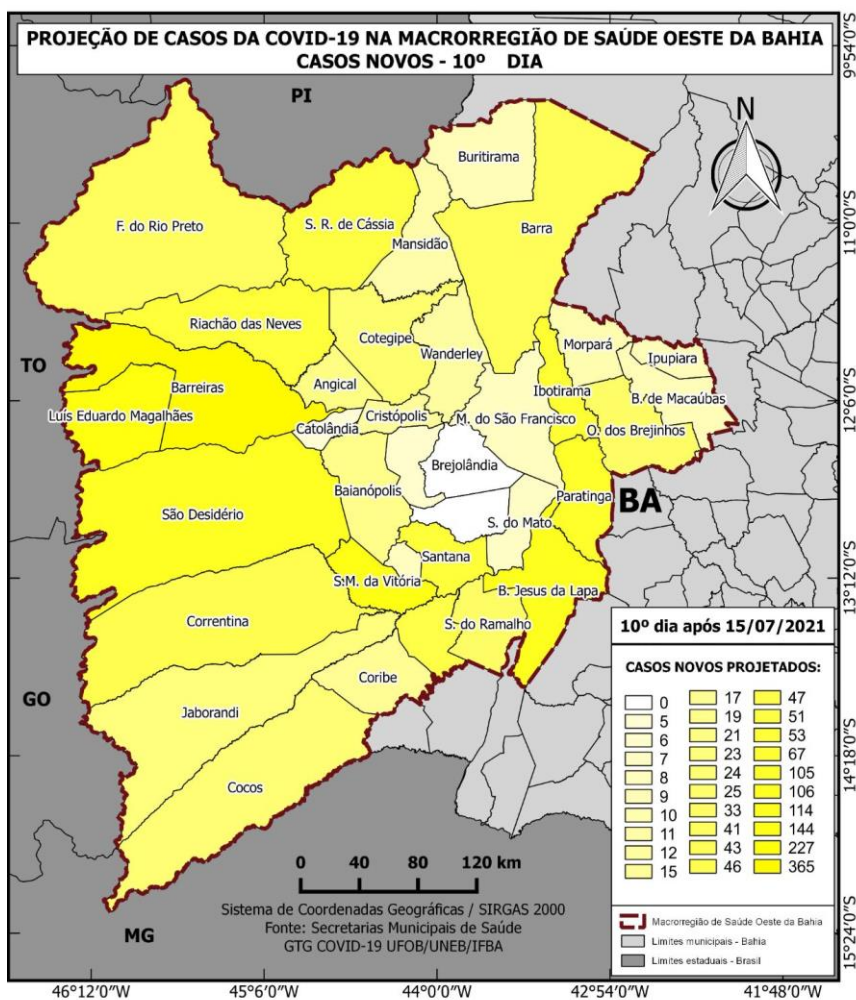 PROJEÇÃO DE CASOS DA COVID-19 NA MACRORREGIÃO DE SAÚDE OESTE DA BAHIA
CASOS NOVOS - 10º DIA
PI
N
Buritirama
F. do Rio Preto
S. R. de Cássia
Barra
Mansidão
Riachão das Neves
Cotegipe
Wanderley
Morpará
Ipupiara
TO
Barreiras
Angical
Ibotirama
B. de Macaúbas
Luís Eduardo Magalhães
Cristópolis
M. do São Francisco
Catolândia
O. dos Brejinhos
Brejolândia
Baianópolis
Paratinga
BA
São Desidério
S. do Mato
Santana
S.M. da Vitória
B. Jesus da Lapa
Correntina
S. do Ramalho
Coribe
GO
Jaborandi
Cocos
MG
10º dia após 15/07/2021
CASOS NOVOS PROJETADOS:
0 17 47
5 19 51
6 21 53
7 23 67
8 24 105
9 25 106
10 33 114
11 41 144
12 43 227
15 46 365
Macrorregião de Saúde Oeste da Bahia
Limites municipais - Bahia
Limites estaduais - Brasil
0 40 80 120 km
Sistema de Coordenadas Geográficas / SIRGAS 2000
Fonte: Secretarias Municipais de Saúde
GTG COVID-19 UFOB/UNEB/IFBA
9°54'0"S
11°0'0"S
12°6'0"S
13°12'0"S
14°18'0"S
15°24'0"S
46°12'0"W 45°6'0"W 44°0'0"W 42°54'0"W 41°48'0"W